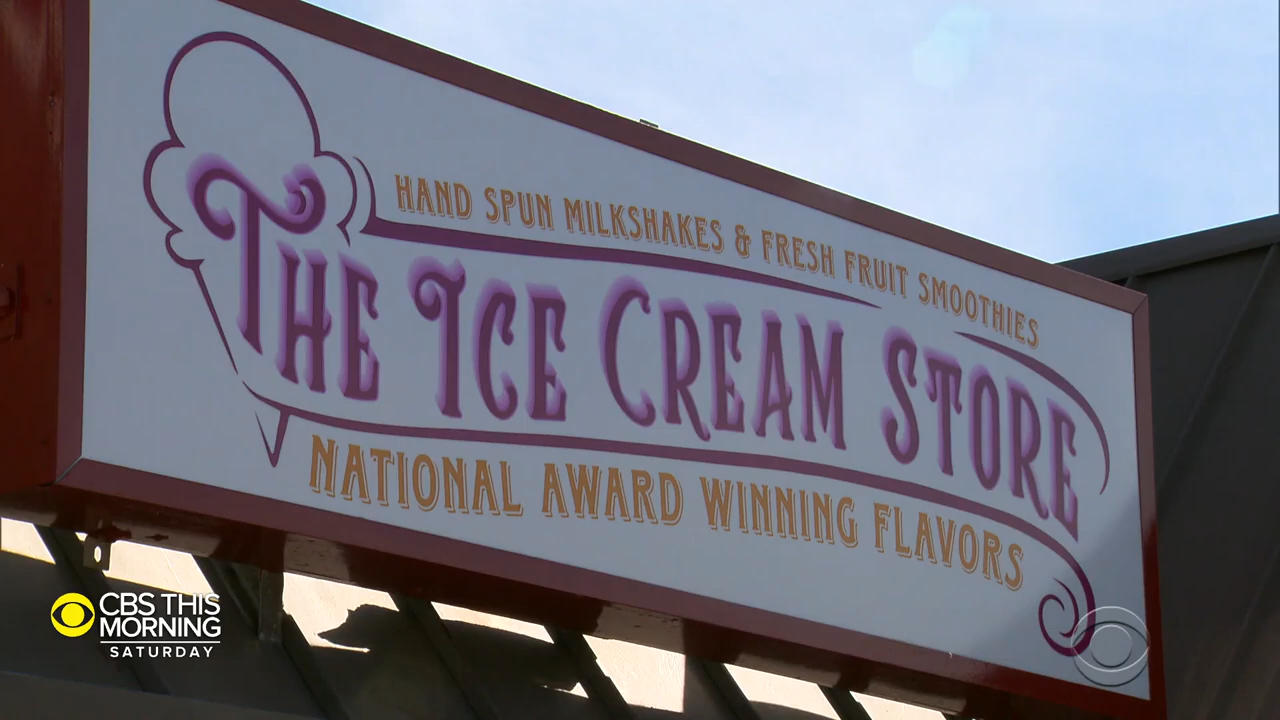 HAND SPUN MILKSHAKES & FRESH FRUIT SMOOTHIES
THE ICE CREAM STORE
NATIONAL AWARD WINNING FLAVORS
CBS THIS
MORNING
SATURDAY